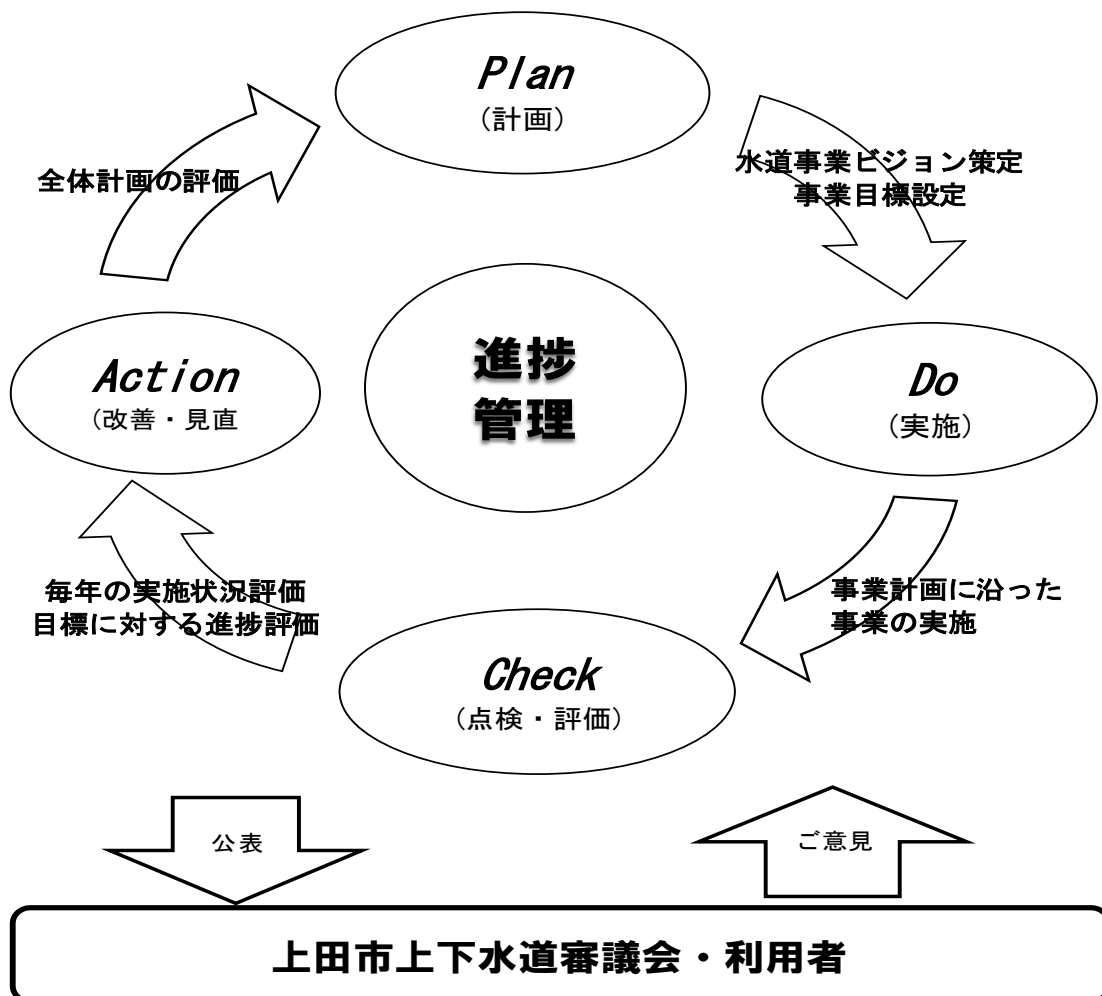 Plan
(計画)
全体計画の評価
水道事業ビジョン策定
事業目標設定
進捗
管理
Action
(改善・見直
Do
(実施)
毎年の実施状況評価
目標に対する進捗評価
事業計画に沿った
事業の実施
Check
(点検・評価)
公表
ご意見
上田市上下水道審議会・利用者